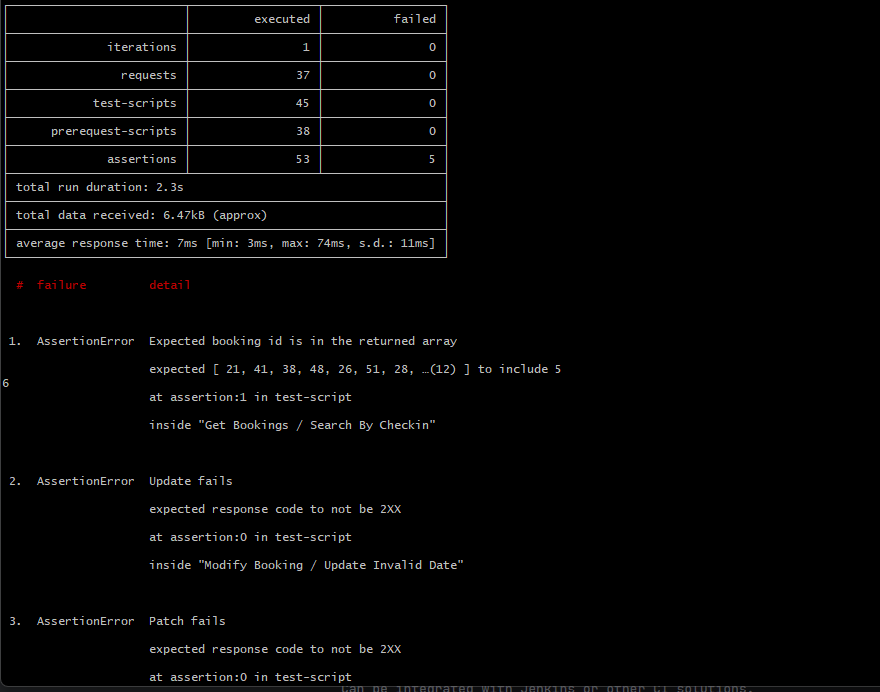 executed failed
iterations 1 0
requests 37 0
test-scripts 45 0
prerequest-scripts 38 0
assertions 53 5
total run duration: 2.3s
total data received: 6.47kB (approx)
average response time: 7ms [min: 3ms, max: 74ms, s.d.: 11ms]
# failure detail
1. AssertionError Expected booking id is in the returned array
expected [ 21, 41, 38, 48, 26, 51, 28, …(12) ] to include 5
6
at assertion:1 in test-script
inside "Get Bookings / Search By Checkin"
2. AssertionError Update fails
expected response code to not be 2XX
at assertion:0 in test-script
inside "Modify Booking / Update Invalid Date"
3. AssertionError Patch fails
expected response code to not be 2XX
at assertion:0 in test-script
Can be integrated with Jenkins or other CI solutions.